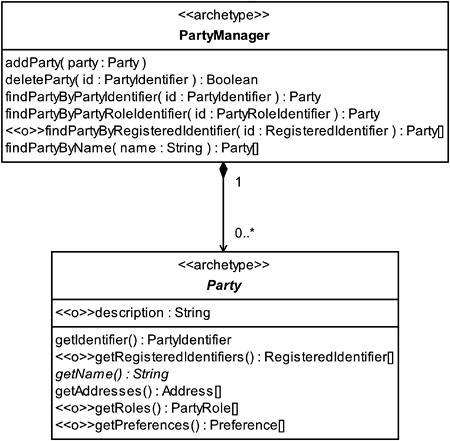 <<archetype>>
PartyManager
addParty( party : Party )
deleteParty( id : PartyIdentifier ) : Boolean
findPartyByPartyIdentifier( id : PartyIdentifier ) : Party
findPartyByPartyRoleIdentifier( id : PartyRoleIdentifier ) : Party
<<o>>findPartyByRegisteredIdentifier( id : RegisteredIdentifier ) : Party[]
findPartyByName( name : String ) : Party[]
1
0..*
<<archetype>>
Party
<<o>>description : String
getIdentifier() : PartyIdentifier
<<o>>getRegisteredIdentifiers() : RegisteredIdentifier[]
getName() : String
getAddresses() : Address[]
<<o>>getRoles() : PartyRole[]
<<o>>getPreferences() : Preference[]